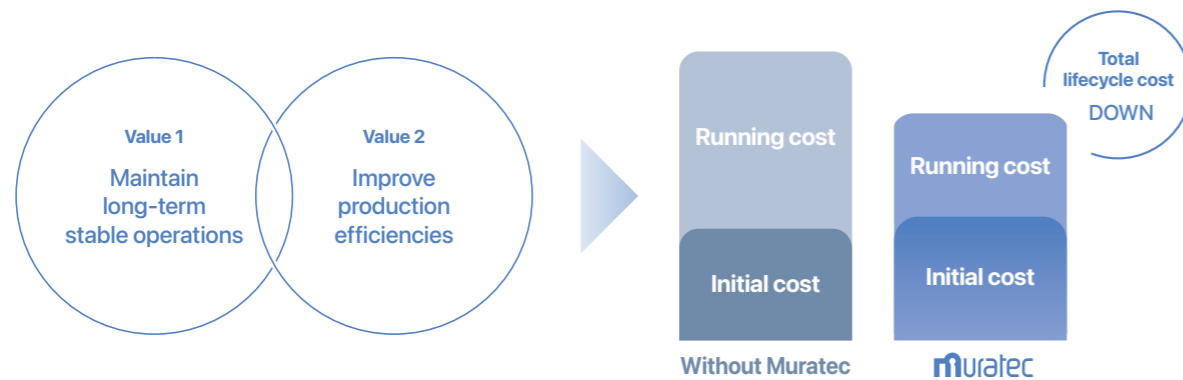 Value 1
Maintain
long-term
stable operations
Value 2
Improve
production
efficiencies
Running cost
Initial cost
Without Muratec
Running cost
Initial cost
muratec
Total
lifecycle cost
DOWN